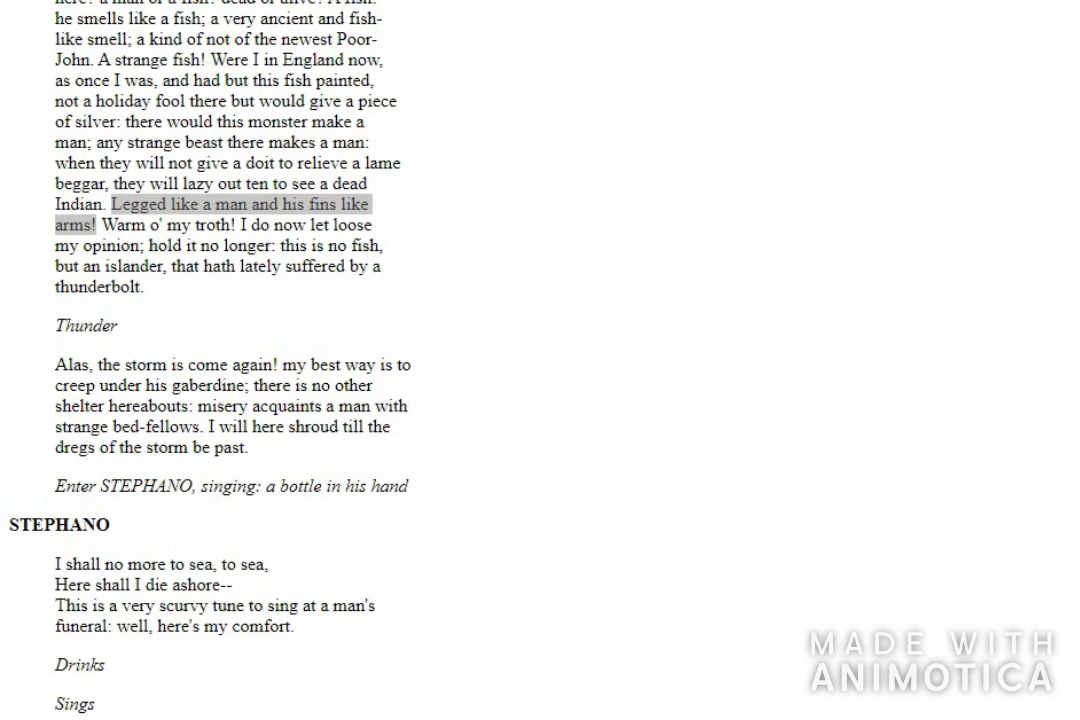 here? a man or a fish? dead or alive? A fish:
he smells like a fish; a very ancient and fish-
like smell; a kind of not of the newest Poor-
John. A strange fish! Were I in England now,
as once I was, and had but this fish painted,
not a holiday fool there but would give a piece
of silver: there would this monster make a
man; any strange beast there makes a man:
when they will not give a doit to relieve a lame
beggar, they will lazy out ten to see a dead
Indian. Legged like a man and his fins like
arms! Warm o' my troth! I do now let loose
my opinion; hold it no longer: this is no fish,
but an islander, that hath lately suffered by a
thunderbolt.
Thunder
Alas, the storm is come again! my best way is to
creep under his gaberdine; there is no other
shelter hereabouts: misery acquaints a man with
strange bed-fellows. I will here shroud till the
dregs of the storm be past.
Enter STEPHANO, singing: a bottle in his hand
STEPHANO
I shall no more to sea, to sea,
Here shall I die ashore--
This is a very scurvy tune to sing at a man's
funeral: well, here's my comfort.
Drinks
Sings
MADE WITH
ANIMOTICA